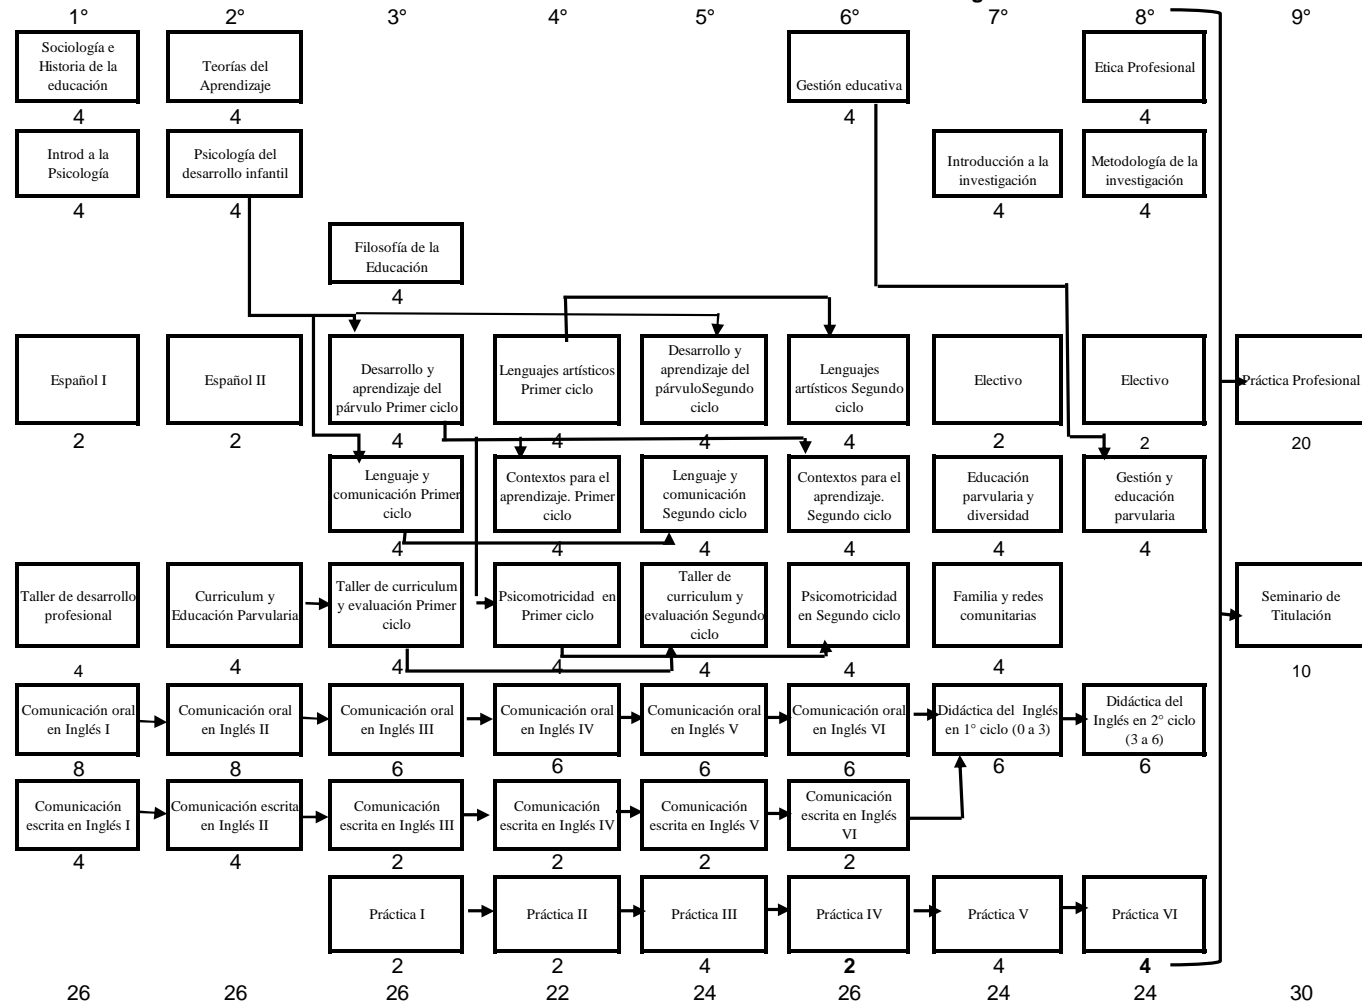 1° 2° 3° 4° 5° 6° 7° 8° 9°
Sociología e
Historia de la
educación
4
Teorías del
Aprendizaje
4
Gestión educativa
4
Etica Profesional
4
Introd a la
Psicología
4
Psicología del
desarrollo infantil
4
Introducción a la
investigación
4
Metodología de la
investigación
4
Filosofía de la
Educación
4
Español I
2
Español II
2
Desarrollo y
aprendizaje del
párvulo Primer ciclo
4
Lenguajes artísticos
Primer ciclo
4
Desarrollo y
aprendizaje del
párvuloSegundo
ciclo
4
Lenguajes
artísticos Segundo
ciclo
4
Electivo
2
Electivo
2
Práctica Profesional
20
Lenguaje y
comunicación Primer
ciclo
4
Contextos para el
aprendizaje. Primer
ciclo
4
Lenguaje y
comunicación
Segundo ciclo
4
Contextos para el
aprendizaje.
Segundo ciclo
4
Educación
parvularia y
diversidad
4
Gestión y
educación
parvularia
4
Taller de desarrollo
profesional
4
Curriculum y
Educación Parvularia
4
Taller de curriculum
y evaluación Primer
ciclo
4
Psicomotricidad en
Primer ciclo
4
Taller de
curriculum y
evaluación Segundo
ciclo
4
Psicomotricidad
en Segundo ciclo
4
Familia y redes
comunitarias
4
Seminario de
Titulación
10
Comunicación oral
en Inglés I
8
Comunicación oral
en Inglés II
8
Comunicación oral
en Inglés III
6
Comunicación oral
en Inglés IV
6
Comunicación oral
en Inglés V
6
Comunicación oral
en Inglés VI
6
Didáctica del Inglés
en 1° ciclo (0 a 3)
6
Didáctica del
Inglés en 2° ciclo
(3 a 6)
6
Comunicación
escrita en Inglés I
4
Comunicación escrita
en Inglés II
4
Comunicación
escrita en Inglés III
2
Comunicación
escrita en Inglés IV
2
Comunicación
escrita en Inglés V
2
Comunicación
escrita en Inglés
VI
2
Práctica I
2
Práctica II
2
Práctica III
4
Práctica IV
2
Práctica V
4
Práctica VI
4
26 26 26 22 24 26 24 24 30